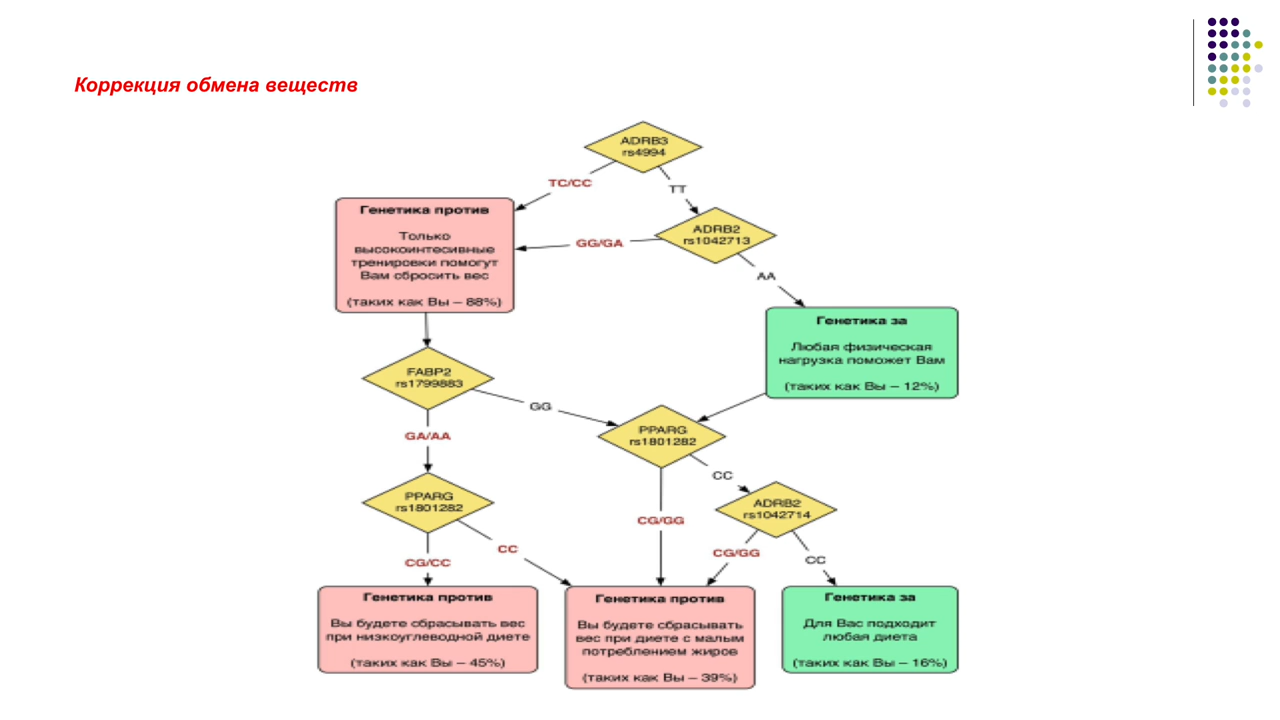 Коррекция обмена веществ
ADRB3
rs4994
TC/CC
TT
Генетика против
Только
высокоинтесивные
тренировки помогут
Вам сбросить вес
(таких как Вы – 88%)
ADRB2
rs1042713
GG/GA
AA
Генетика за
Любая физическая
нагрузка поможет Вам
(таких как Вы – 12%)
FABP2
rs1799883
GG
GA/AA
PPARG
rs1801282
CC
PPARG
rs1801282
ADRB2
rs1042714
CG/GG
CC
CG/GG
CC
CG/CC
Генетика против
Вы будете сбрасывать вес
при низкоуглеводной диете
(таких как Вы – 45%)
Генетика против
Вы будете сбрасывать
вес при диете с малым
потреблением жиров
(таких как Вы – 39%)
Генетика за
Для Вас подходит
любая диета
(таких как Вы – 16%)